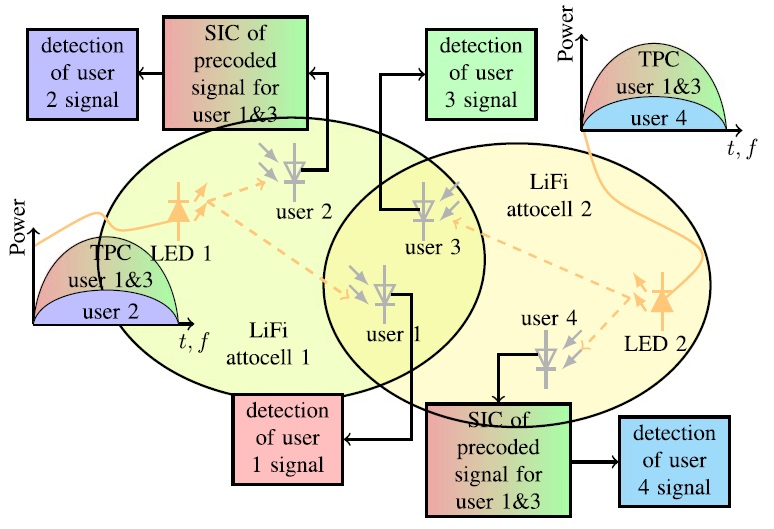 detection
of user
2 signal
SIC of
precoded
signal for
user 1&3
detection
of user
3 signal
Power
TPC
user 1&3
user 4
t, f
LiFi
attocell 2
user 2
user 3
Power
TPC
user 1&3
user 2
t, f
LED 1
LiFi
attocell 1
user 1
user 4
LED 2
detection
of user
1 signal
SIC of
precoded
signal for
user 1&3
detection
of user
4 signal